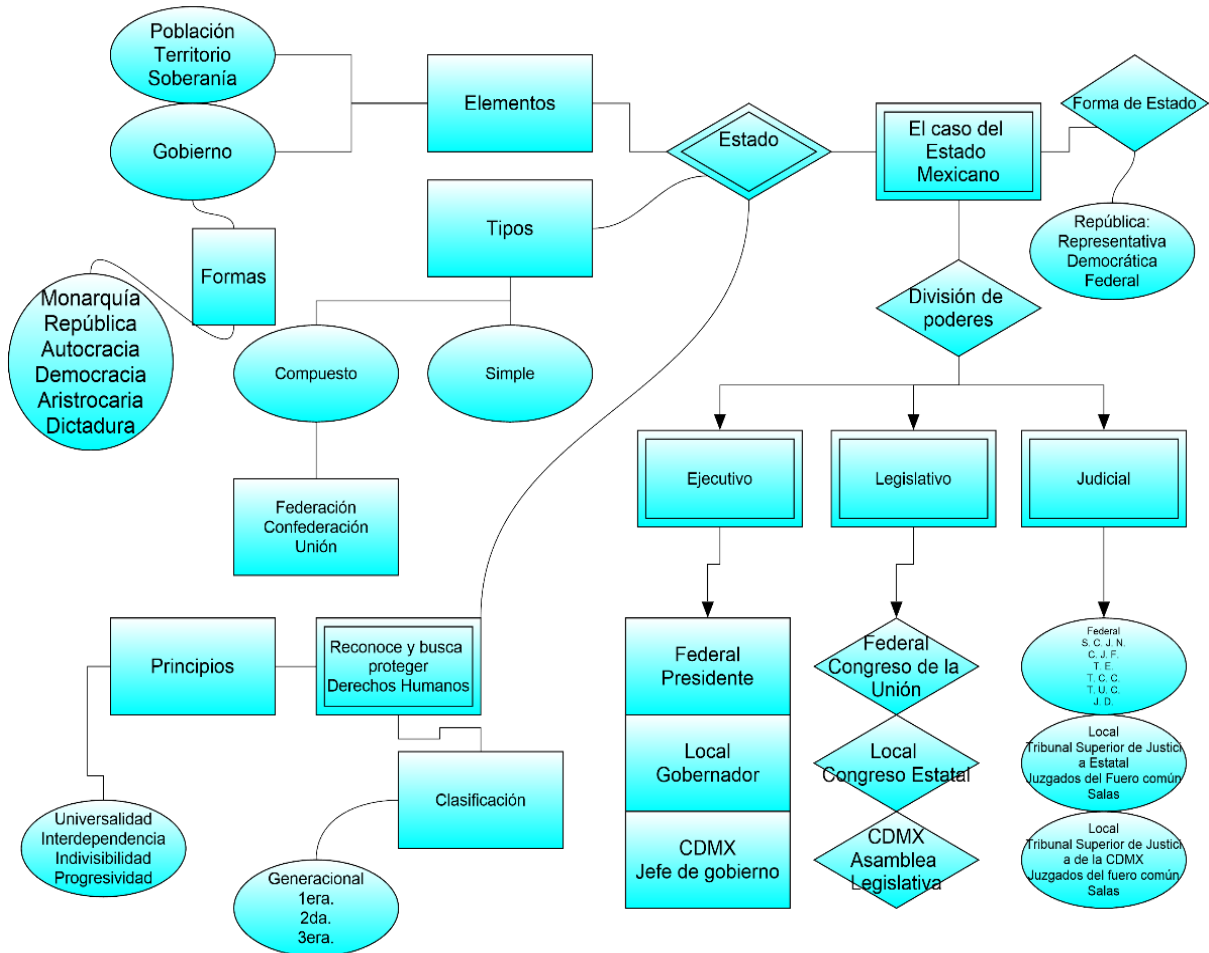 Población
Territorio
Soberanía
Elementos
Estado
El caso del
Estado
Mexicano
Forma de Estado
Gobierno
Tipos
República:
Representativa
Democrática
Federal
Formas
División de
poderes
Monarquía
República
Autocracia
Democracia
Aristrocaria
Dictadura
Compuesto
Simple
Ejecutivo
Legislativo
Judicial
Federación
Confederación
Unión
Principios
Reconoce y busca
proteger
Derechos Humanos
Federal
Presidente
Federal
Congreso de la
Unión
Federal
S. C. J. N.
C. J. F.
T. E.
T. C. C.
T. U. C.
J. D.
Local
Gobernador
Local
Congreso Estatal
Local
Tribunal Superior de Justici
a Estatal
Juzgados del Fuero común
Salas
Clasificación
Universalidad
Interdependencia
Indivisibilidad
Progresividad
Generacional
1era.
2da.
3era.
CDMX
Jefe de gobierno
CDMX
Asamblea
Legislativa
Local
Tribunal Superior de Justici
a de la CDMX
Juzgados del fuero común
Salas